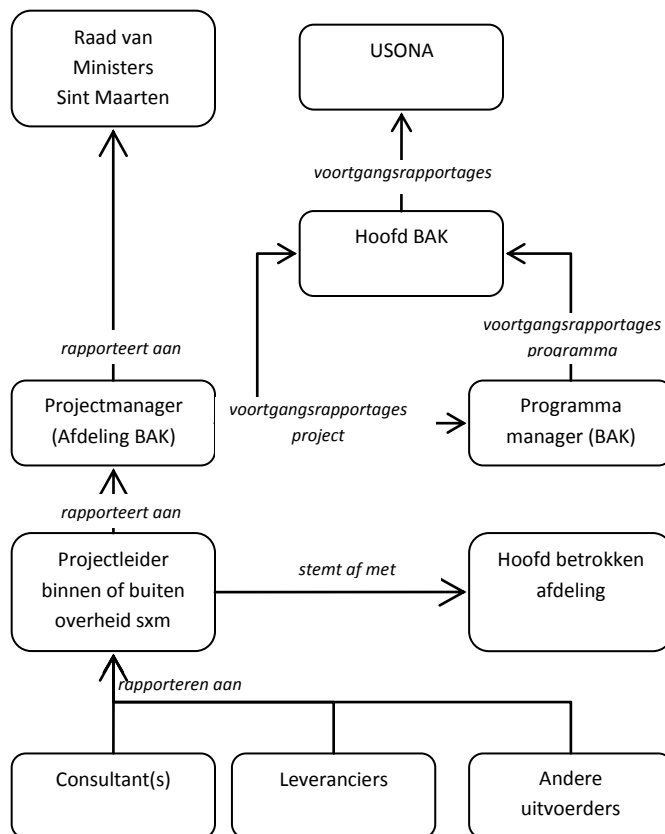 Raad van
Ministers
Sint Maarten
USONA
voortgangsrapportages
Hoofd BAK
rapporteert aan
voortgangsrapportages
programma
Projectmanager
(Afdeling BAK)
voortgangsrapportages
project
Programma
manager (BAK)
rapporteert aan
Projectleider
binnen of buiten
overheid sxm
stemt af met
Hoofd betrokken
afdeling
rapporteren aan
Consultant(s)
Leveranciers
Andere
uitvoerders